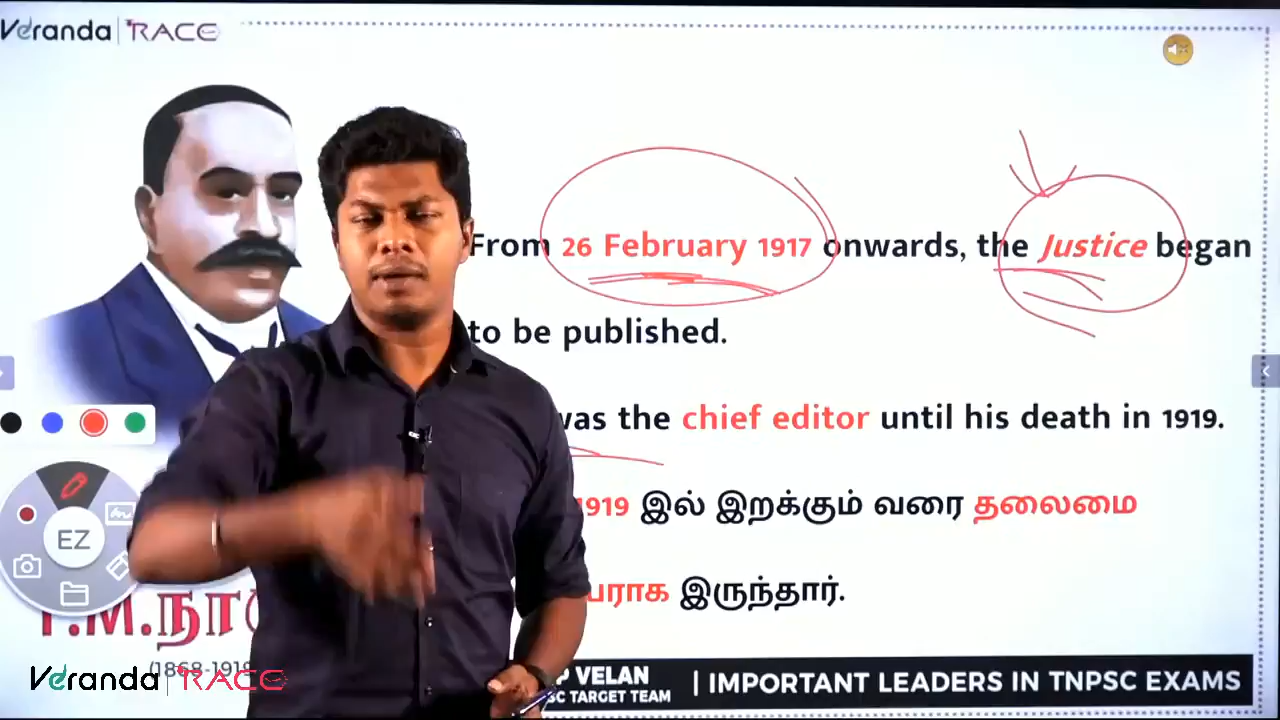 Veranda RACE
From 26 February 1917 onwards, the Justice began
to be published.
was the chief editor until his death in 1919.
1919 இல் இறக்கும் வரை தலைமை
இருந்தார்.
EZ
(1868-1919
Veranda RACE
VELAN
TARGET TEAM
IMPORTANT LEADERS IN TNPSC EXAMS